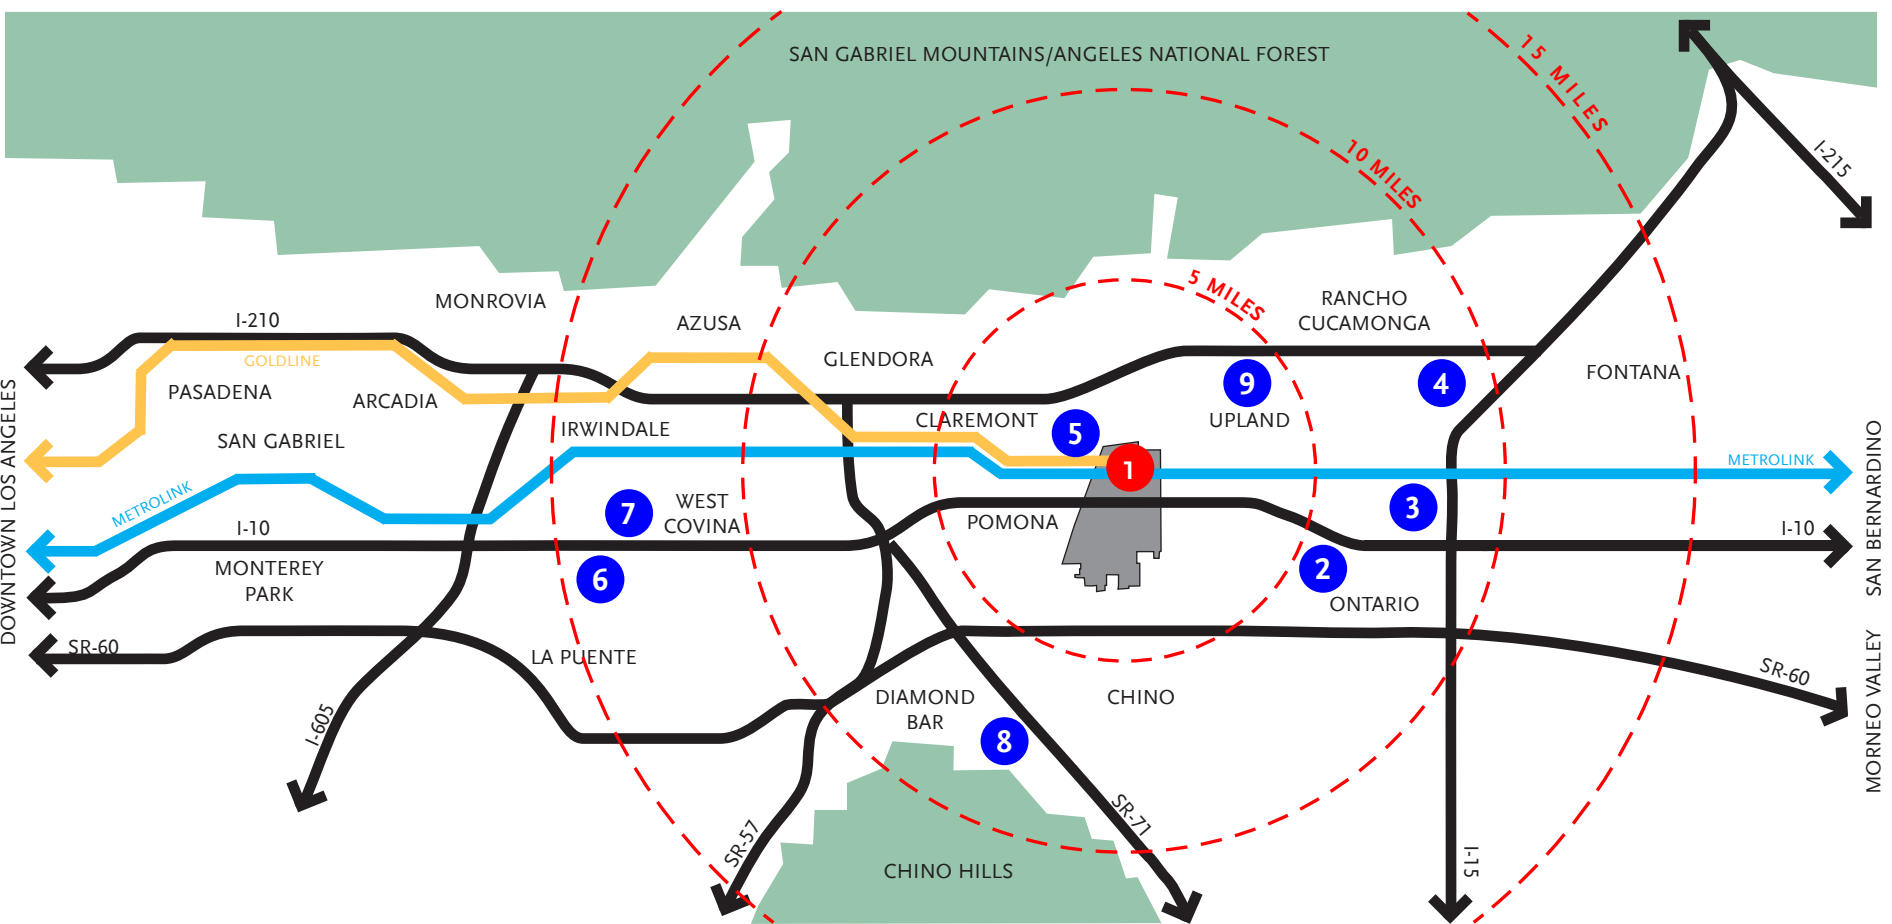 SAN GABRIEL MOUNTAINS/ANGELES NATIONAL FOREST
15 MILES
10 MILES
5 MILES
I-215
MONROVIA
RANCHO
CUCAMONGA
I-210
AZUSA
GOLDLINE
GLENDORA
FONTANA
PASADENA
ARCADIA
9
4
CLAREMONT
UPLAND
IRWINDALE
5
SAN GABRIEL
1
METROLINK
METROLINK
7
WEST
COVINA
3
POMONA
I-10
I-10
MONTEREY
PARK
6
2
ONTARIO
SR-60
LA PUENTE
SR-60
DIAMOND
BAR
CHINO
I-605
8
SR-71
SR-57
I-15
CHINO HILLS
DOWNTOWN LOS ANGELES
SAN BERNARDINO
MORNEO VALLEY